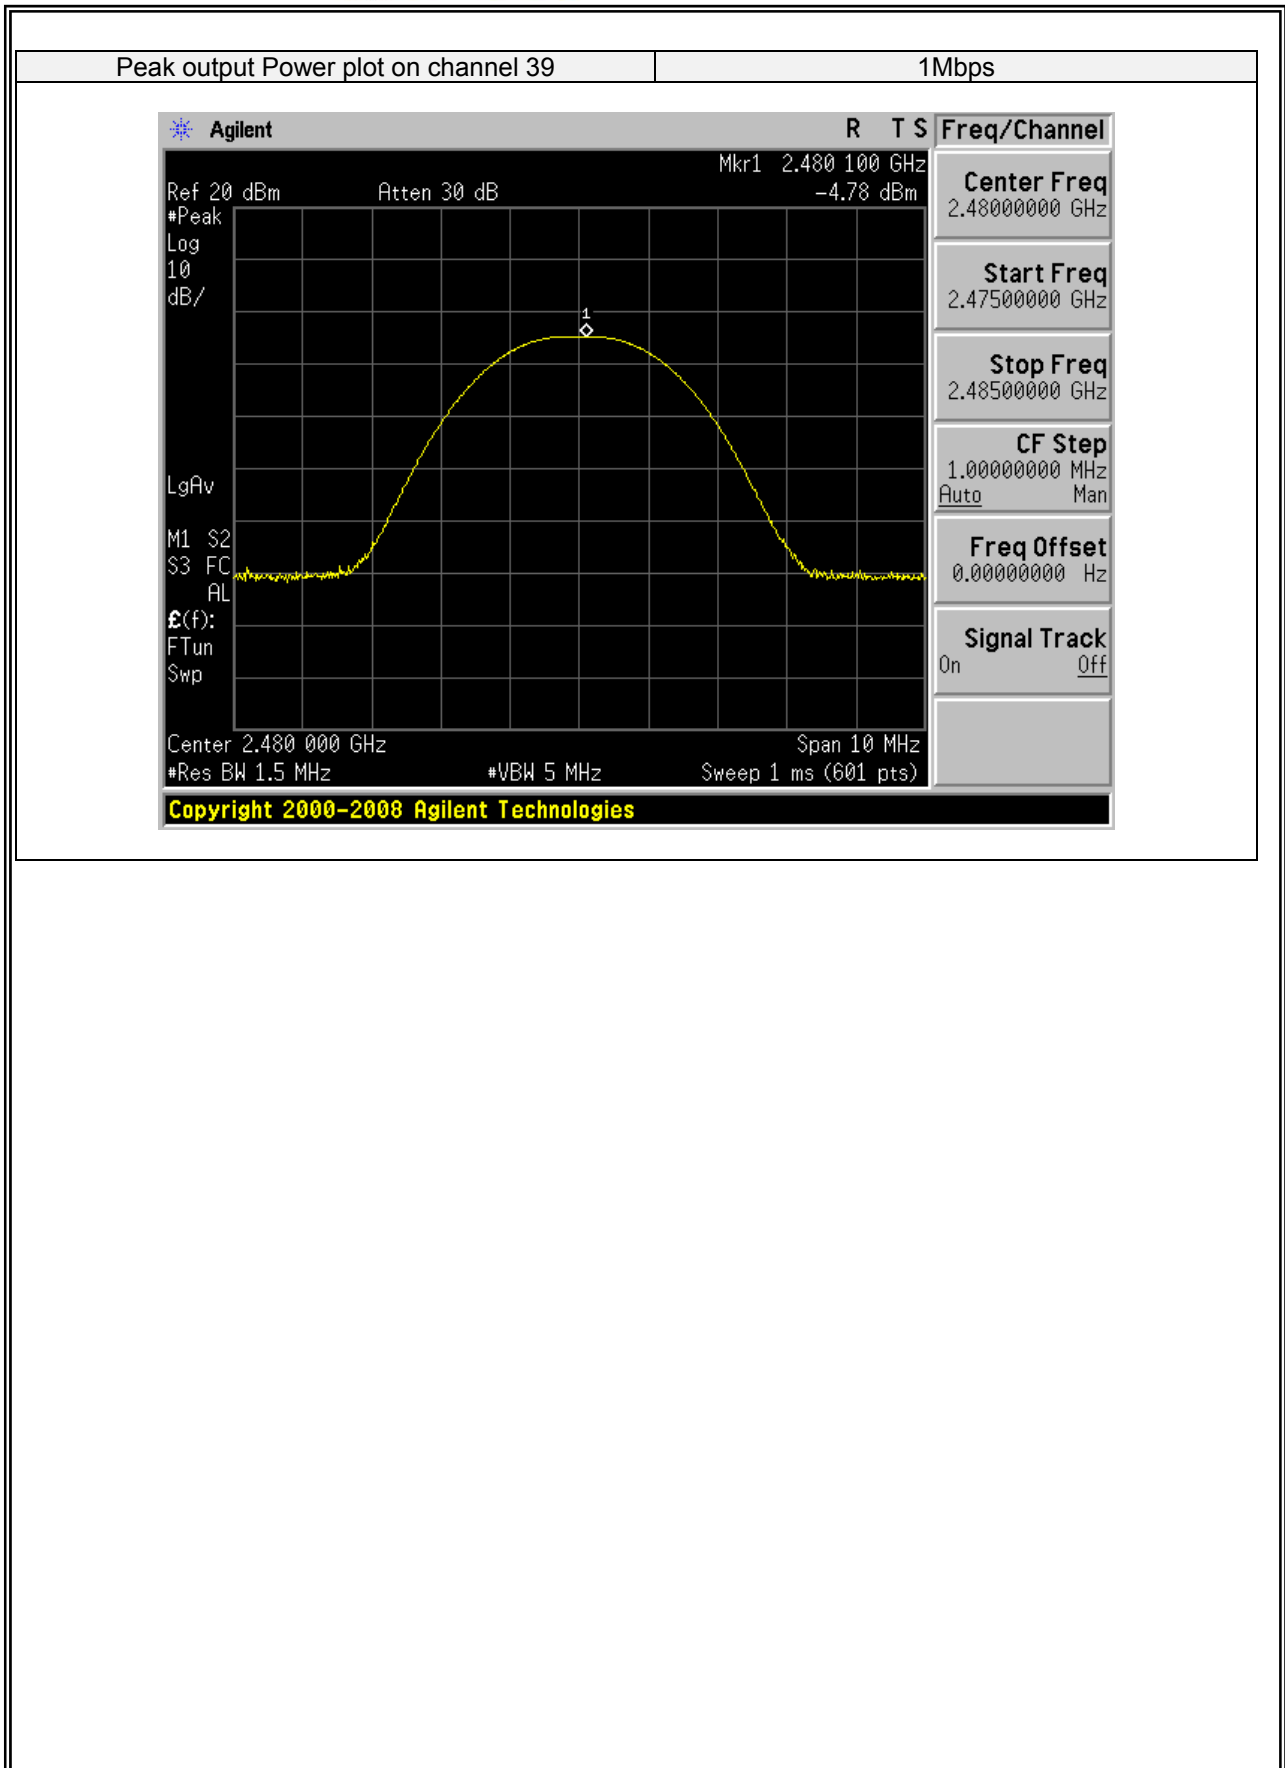 Peak output Power plot on channel 39 1Mbps
Agilent R T S Freq/Channel
Mkr1 2.480 100 GHz
Ref 20 dBm Atten 30 dB -4.78 dBm
#Peak
Log
10
dB/
1
LgAv
M1 S2
S3 FC
AL
£(f):
FTun
Swp
Center 2.480 000 GHz Span 10 MHz
#Res BW 1.5 MHz #VBW 5 MHz Sweep 1 ms (601 pts)
Copyright 2000-2008 Agilent Technologies
Center Freq
2.48000000 GHz
Start Freq
2.47500000 GHz
Stop Freq
2.48500000 GHz
CF Step
1.00000000 MHz
Auto Man
Freq Offset
0.00000000 Hz
Signal Track
On Off